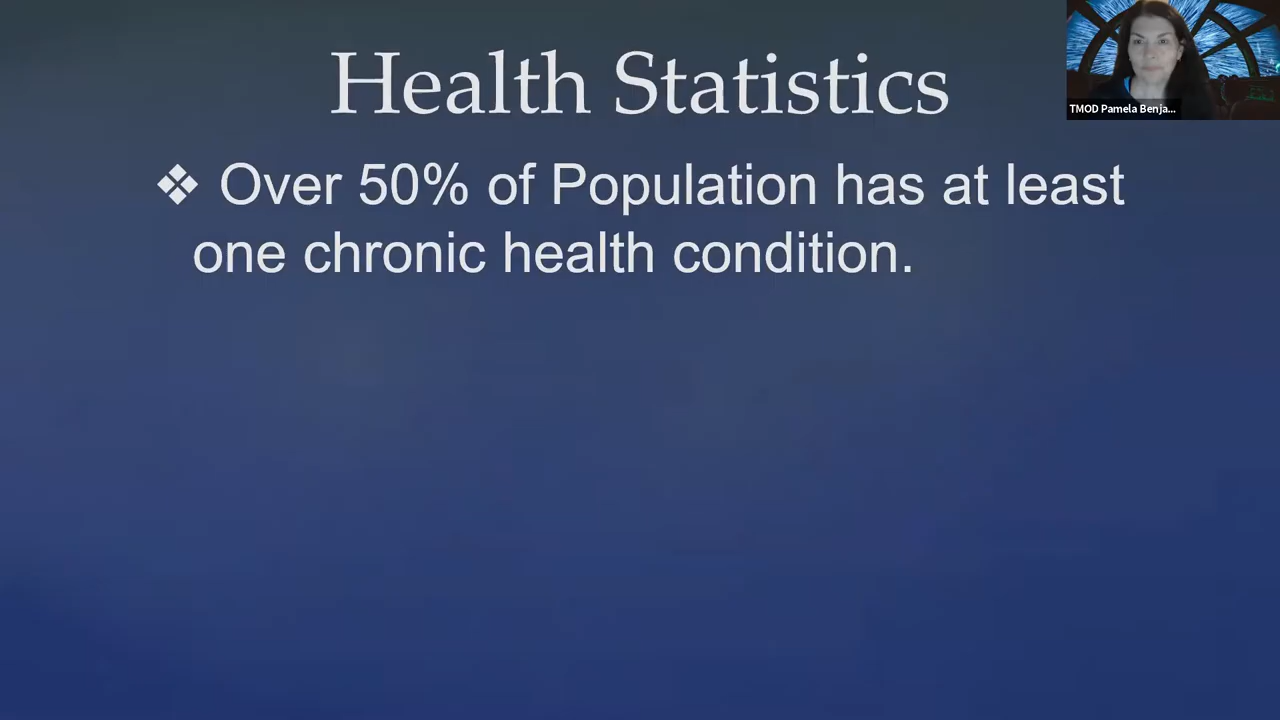 Health Statistics
❖ Over 50% of Population has at least
one chronic health condition.
TMOD Pamela Benja...